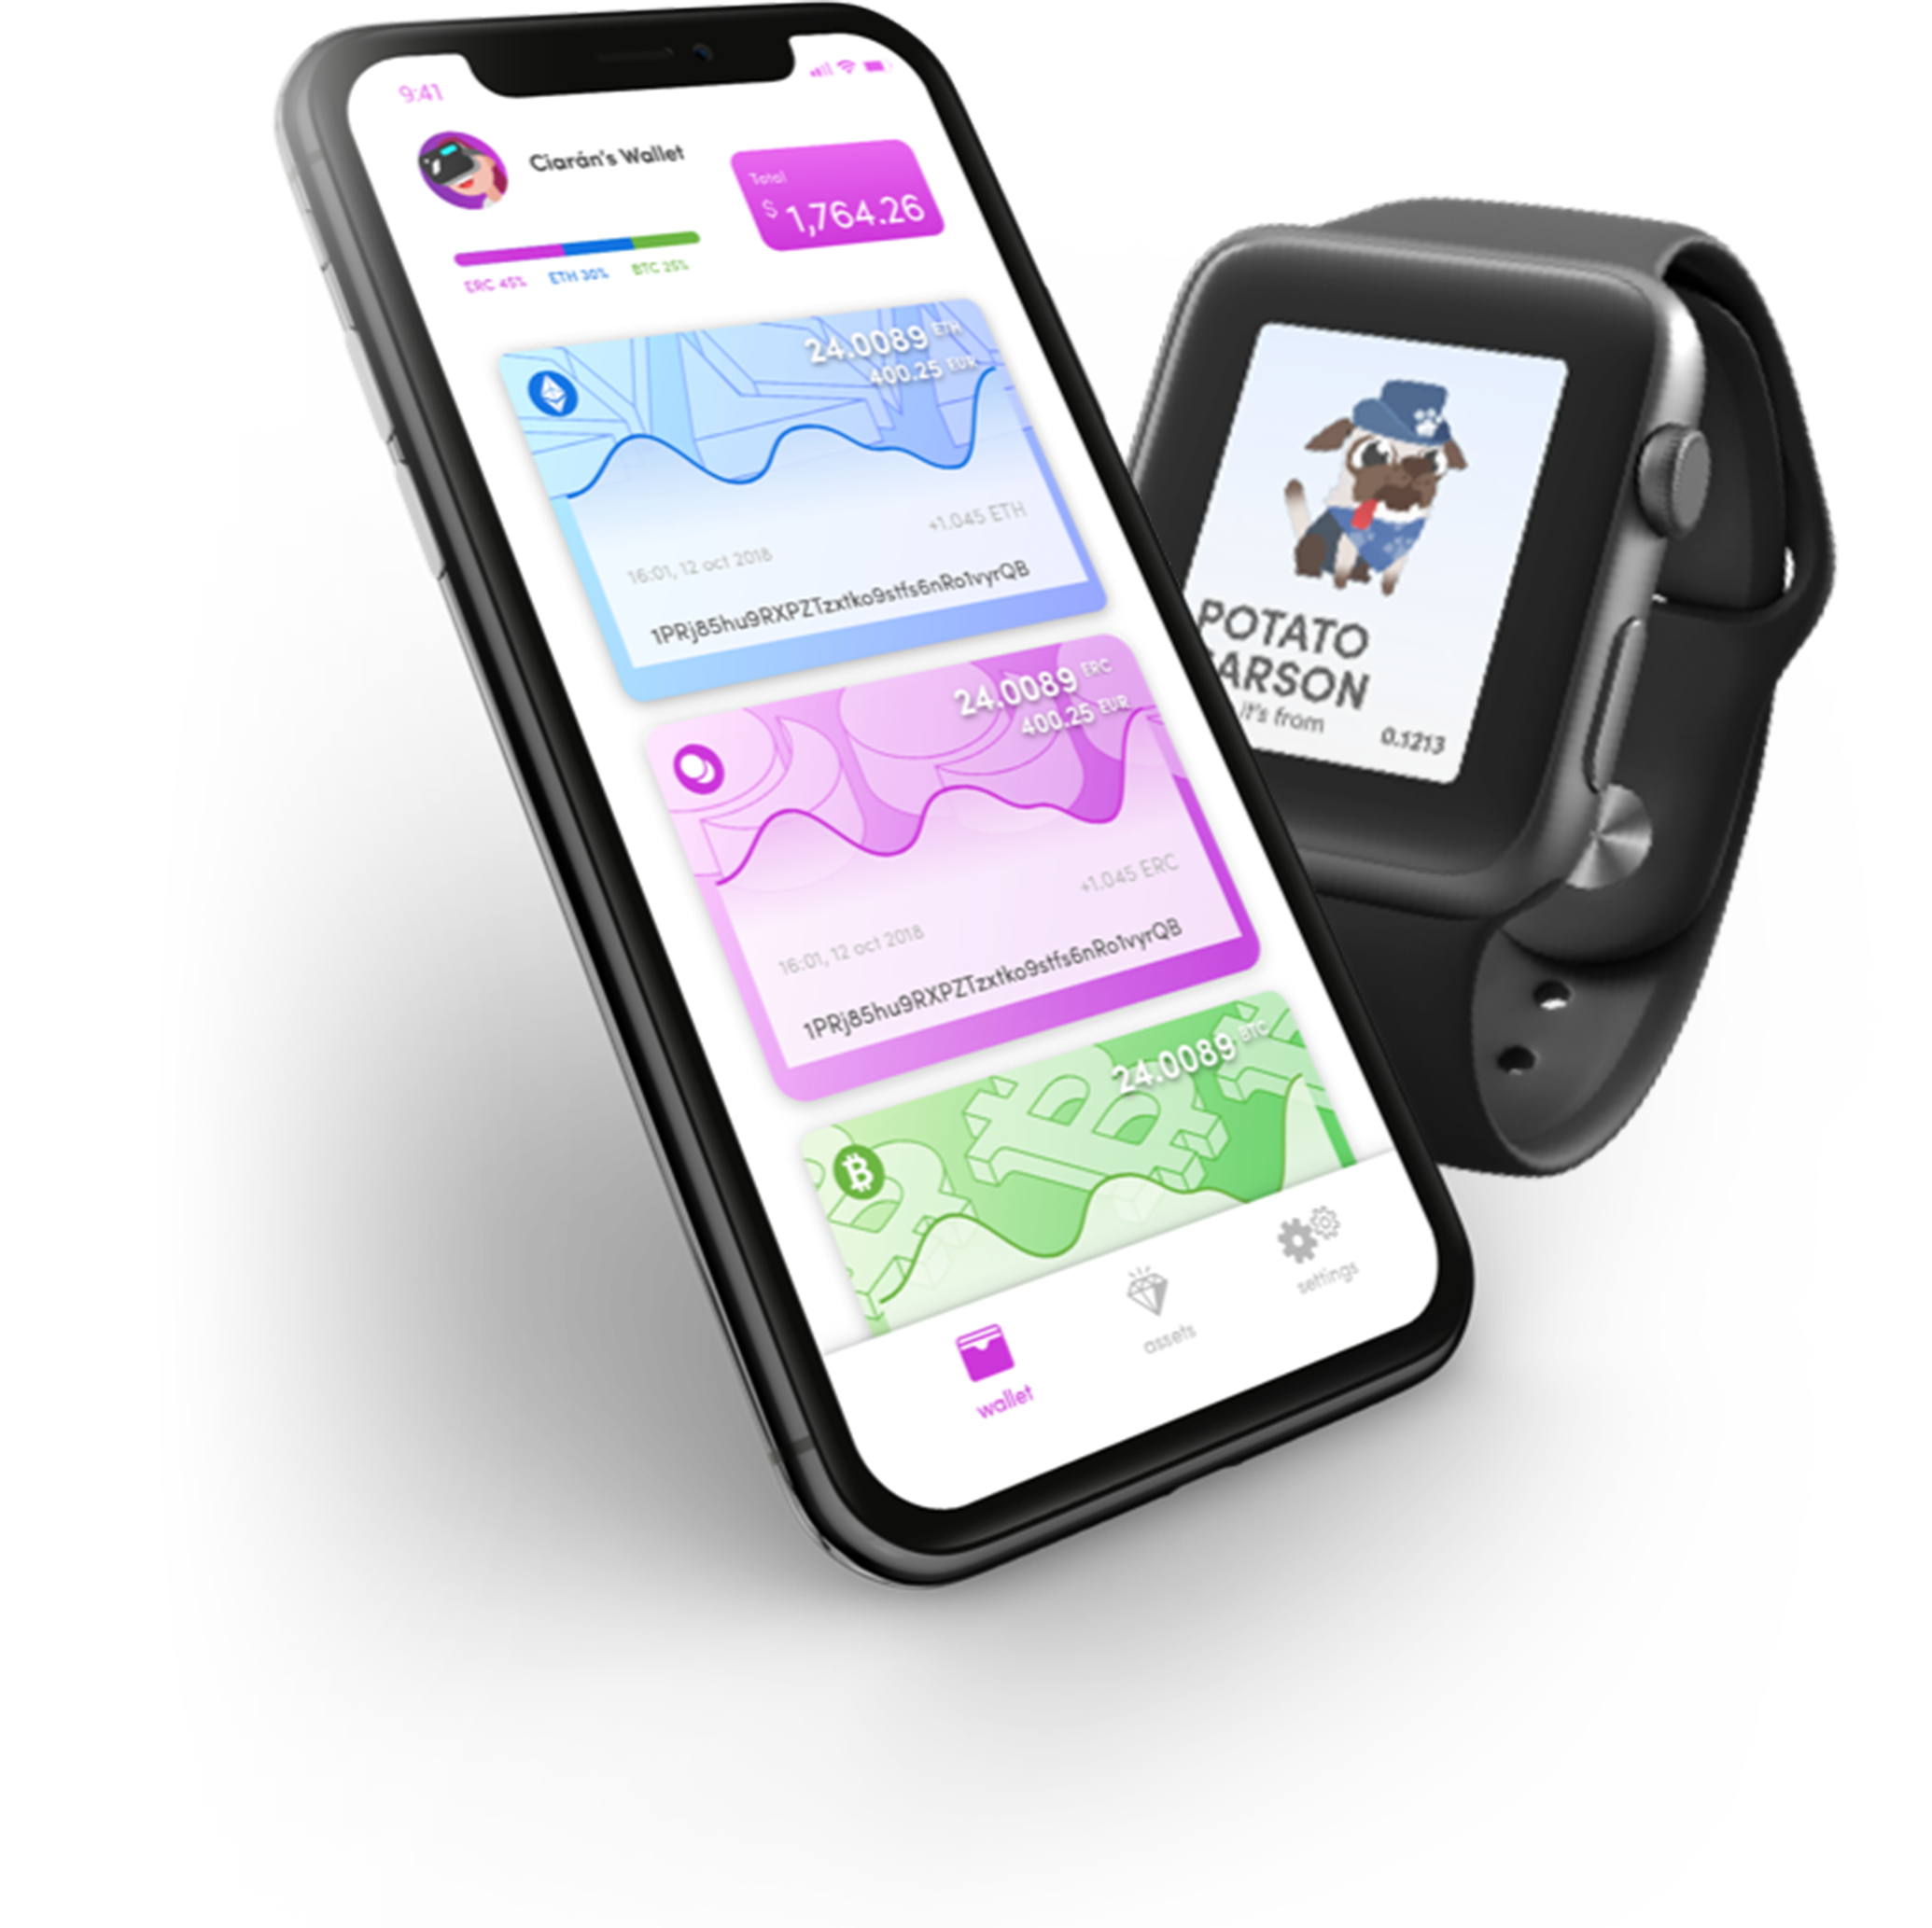 9:41
Ciarán's Wallet
Total
$ 1,764.26
ERC 45% ETH 30% BTC 25%
24.0089 ETH
400.25 EUR
+1.045 ETH
16:01, 12 oct 2018
1PRj85hu9RXPZTzxtko9stfs6nRo1vyrQB
24.0089 ERC
400.25 EUR
+1.045 ERC
16:01, 12 oct 2018
1PRj85hu9RXPZTzxtko9stfs6nRo1vyrQB
24.0089 BTC
wallet
assets
settings
POTATO
ARSON
it's from
0.1213